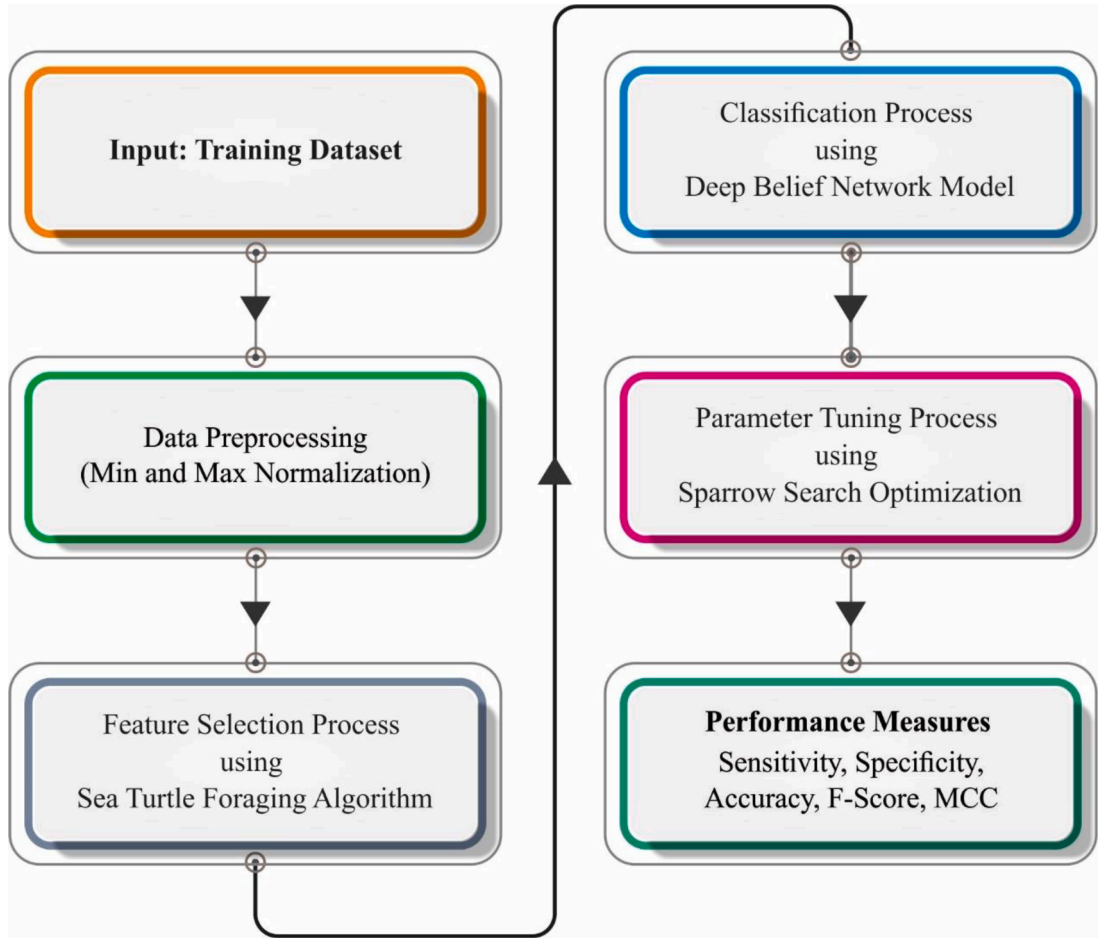 Input: Training Dataset
Data Preprocessing
(Min and Max Normalization)
Feature Selection Process
using
Sea Turtle Foraging Algorithm
Classification Process
using
Deep Belief Network Model
Parameter Tuning Process
using
Sparrow Search Optimization
Performance Measures
Sensitivity, Specificity,
Accuracy, F-Score, MCC